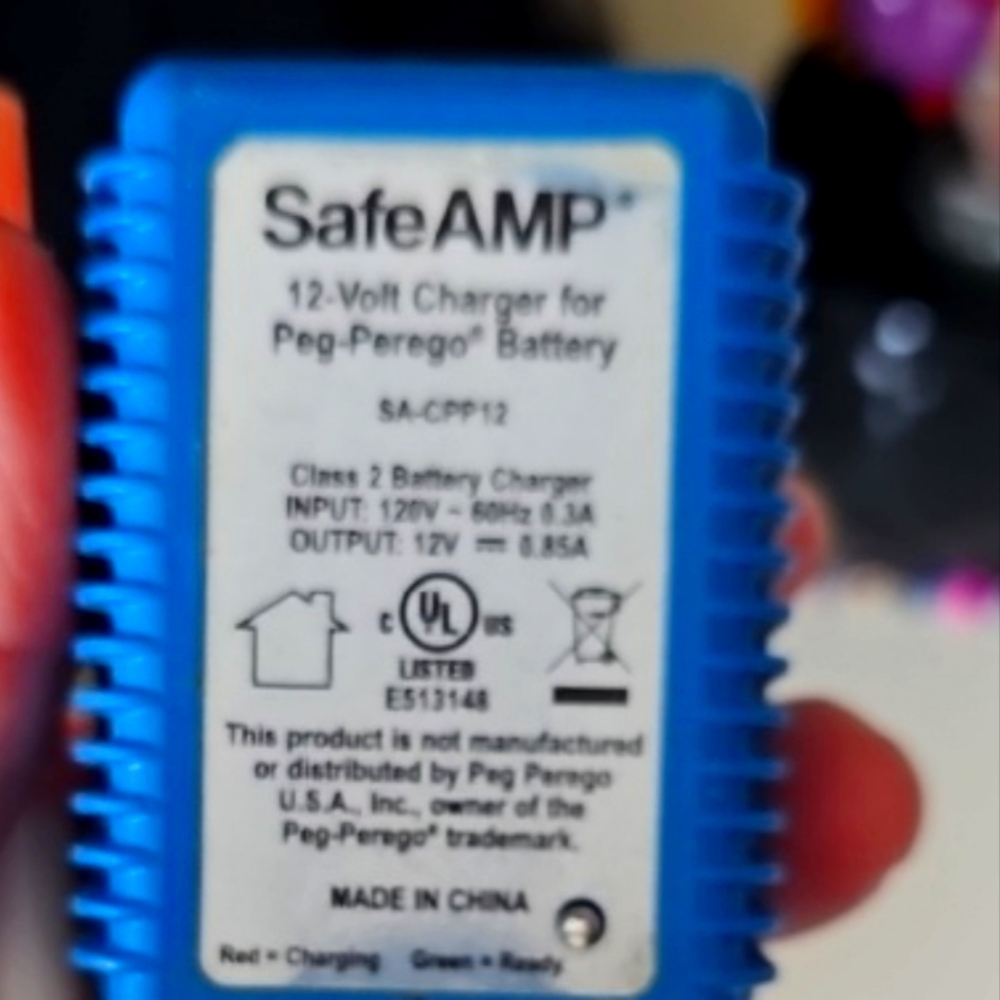 SafeAMP®
12-Volt Charger for
Peg-Perego® Battery
SA-CPP12
Class 2 Battery Charger
INPUT: 120V ~ 60Hz 0.3A
OUTPUT: 12V ⎓ 0.85A
C UL US
LISTED
E513148
This product is not manufactured
or distributed by Peg Perego
U.S.A., Inc., owner of the
Peg-Perego® trademark.
MADE IN CHINA
Red = Charging Green = Ready